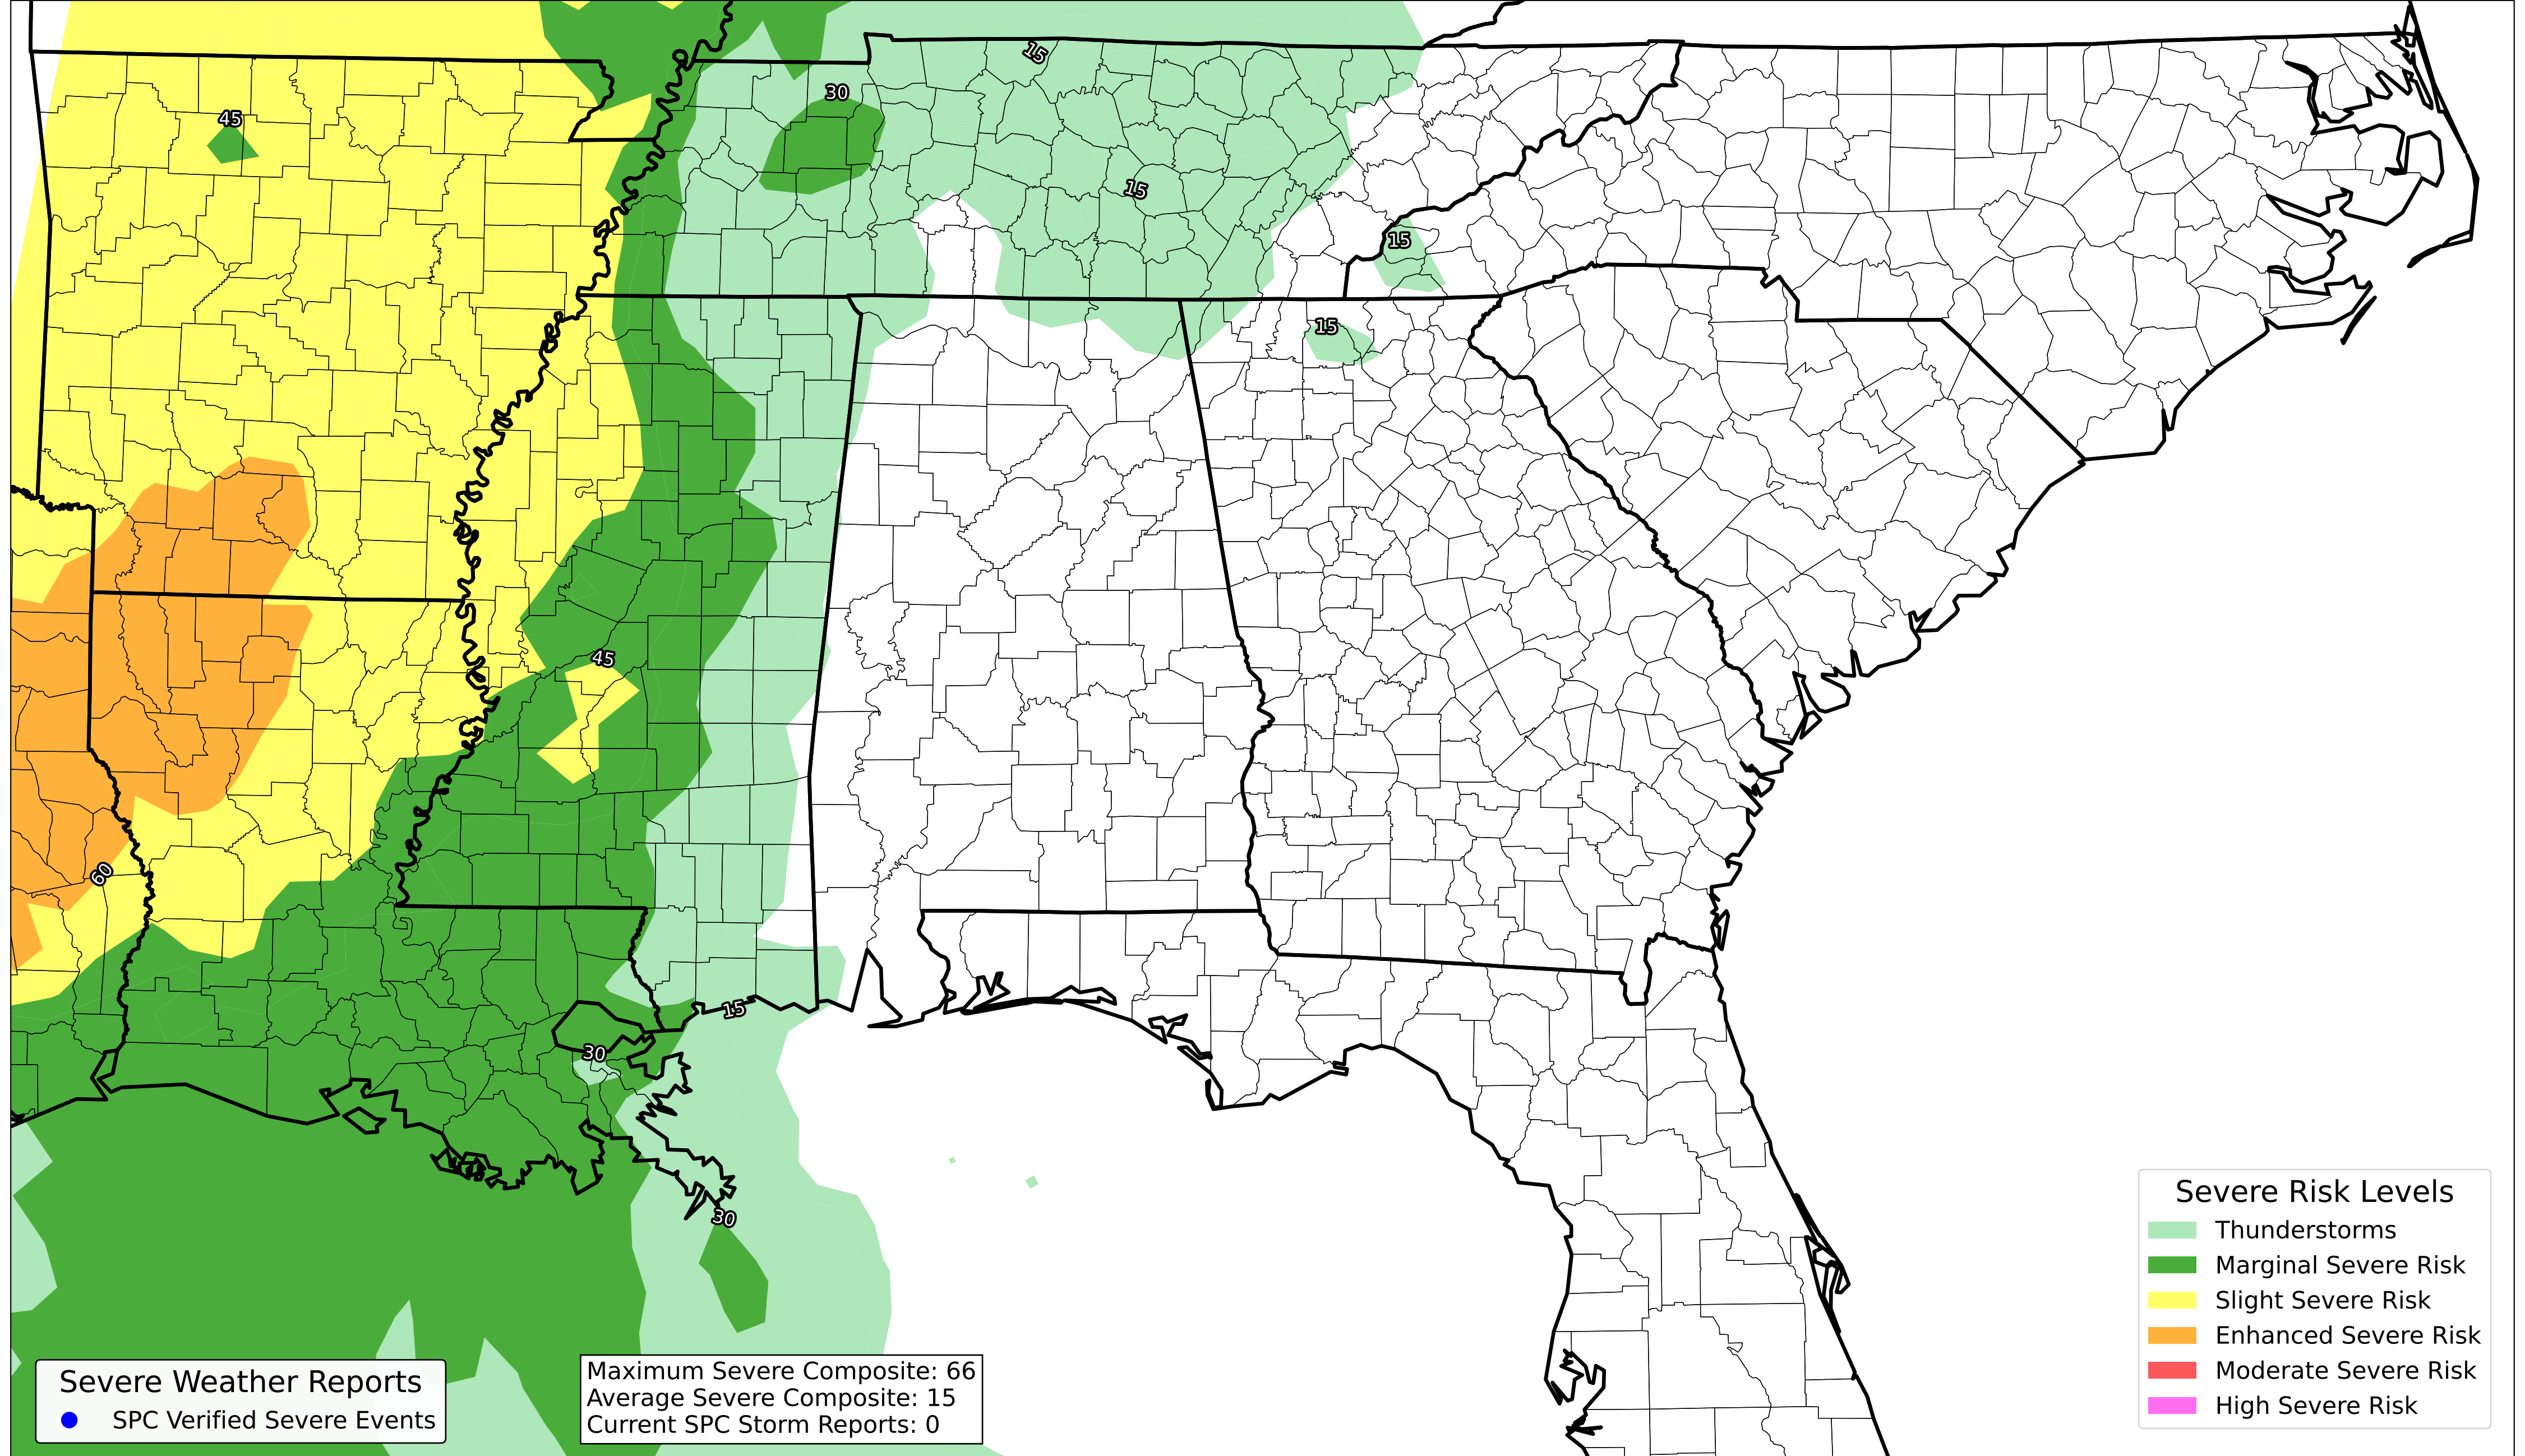 15
30
45
15
15
15
45
60
15
30
30
Severe Risk Levels
Thunderstorms
Marginal Severe Risk
Slight Severe Risk
Enhanced Severe Risk
Moderate Severe Risk
High Severe Risk
Severe Weather Reports
SPC Verified Severe Events
Maximum Severe Composite: 66
Average Severe Composite: 15
Current SPC Storm Reports: 0